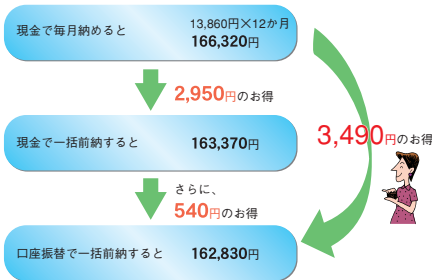 現金で毎月納めると
13,860円×12か月
166,320円
2,950円のお得
現金で一括前納すると
163,370円
3,490円のお得
さらに、
540円のお得
口座振替で一括前納すると
162,830円